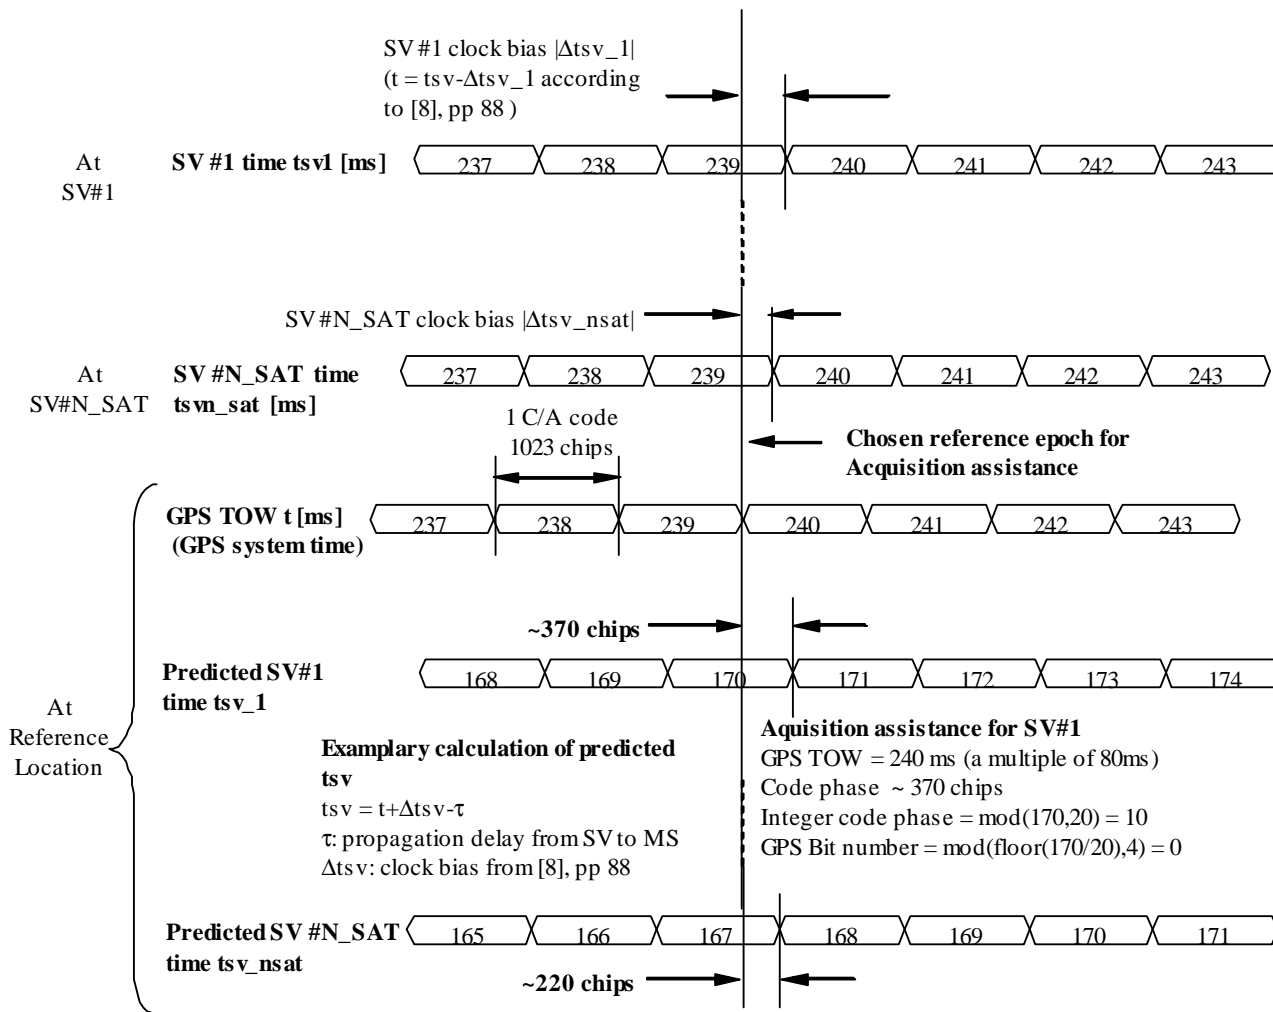 SV #1 clock bias |Δtsv_1|
(t = tsv-Δtsv_1 according
to [8], pp 88 )
At
SV#1
SV #1 time tsv1 [ms]
237 238 239 240 241 242 243
SV #N_SAT clock bias |Δtsv_nsat|
At
SV#N_SAT
SV #N_SAT time
tsvn_sat [ms]
237 238 239 240 241 242 243
1 C/A code
1023 chips
Chosen reference epoch for
Acquisition assistance
GPS TOW t [ms]
(GPS system time)
237 238 239 240 241 242 243
~370 chips
Predicted SV#1
time tsv_1
168 169 170 171 172 173 174
At
Reference
Location
Examplary calculation of predicted
tsv
tsv = t+Δtsv-τ
τ: propagation delay from SV to MS
Δtsv: clock bias from [8], pp 88
Aquisition assistance for SV#1
GPS TOW = 240 ms (a multiple of 80ms)
Code phase ~ 370 chips
Integer code phase = mod(170,20) = 10
GPS Bit number = mod(floor(170/20),4) = 0
Predicted SV #N_SAT
time tsv_nsat
165 166 167 168 169 170 171
~220 chips